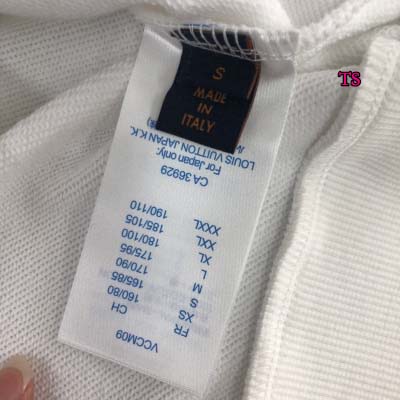 S
MADE
IN
ITALY
VCCM09
FR CH
XS 160/80
S 165/85
M 170/90
L 175/95
XL 180/100
XXL 185/105
XXXL 190/110
CA 36929
For Japan only:
LOUIS VUITTON JAPAN K.K.
TS